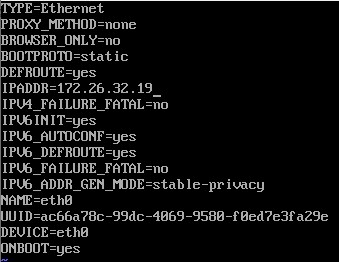 TYPE=Ethernet
PROXY_METHOD=none
BROWSER_ONLY=no
BOOTPROTO=static
DEFROUTE=yes
IPADDR=172.26.32.19_
IPV4_FAILURE_FATAL=no
IPV6INIT=yes
IPV6_AUTOCONF=yes
IPV6_DEFROUTE=yes
IPV6_FAILURE_FATAL=no
IPV6_ADDR_GEN_MODE=stable-privacy
NAME=eth0
UUID=ac66a78c-99dc-4069-9580-f0ed7e3fa29e
DEVICE=eth0
ONBOOT=yes
~